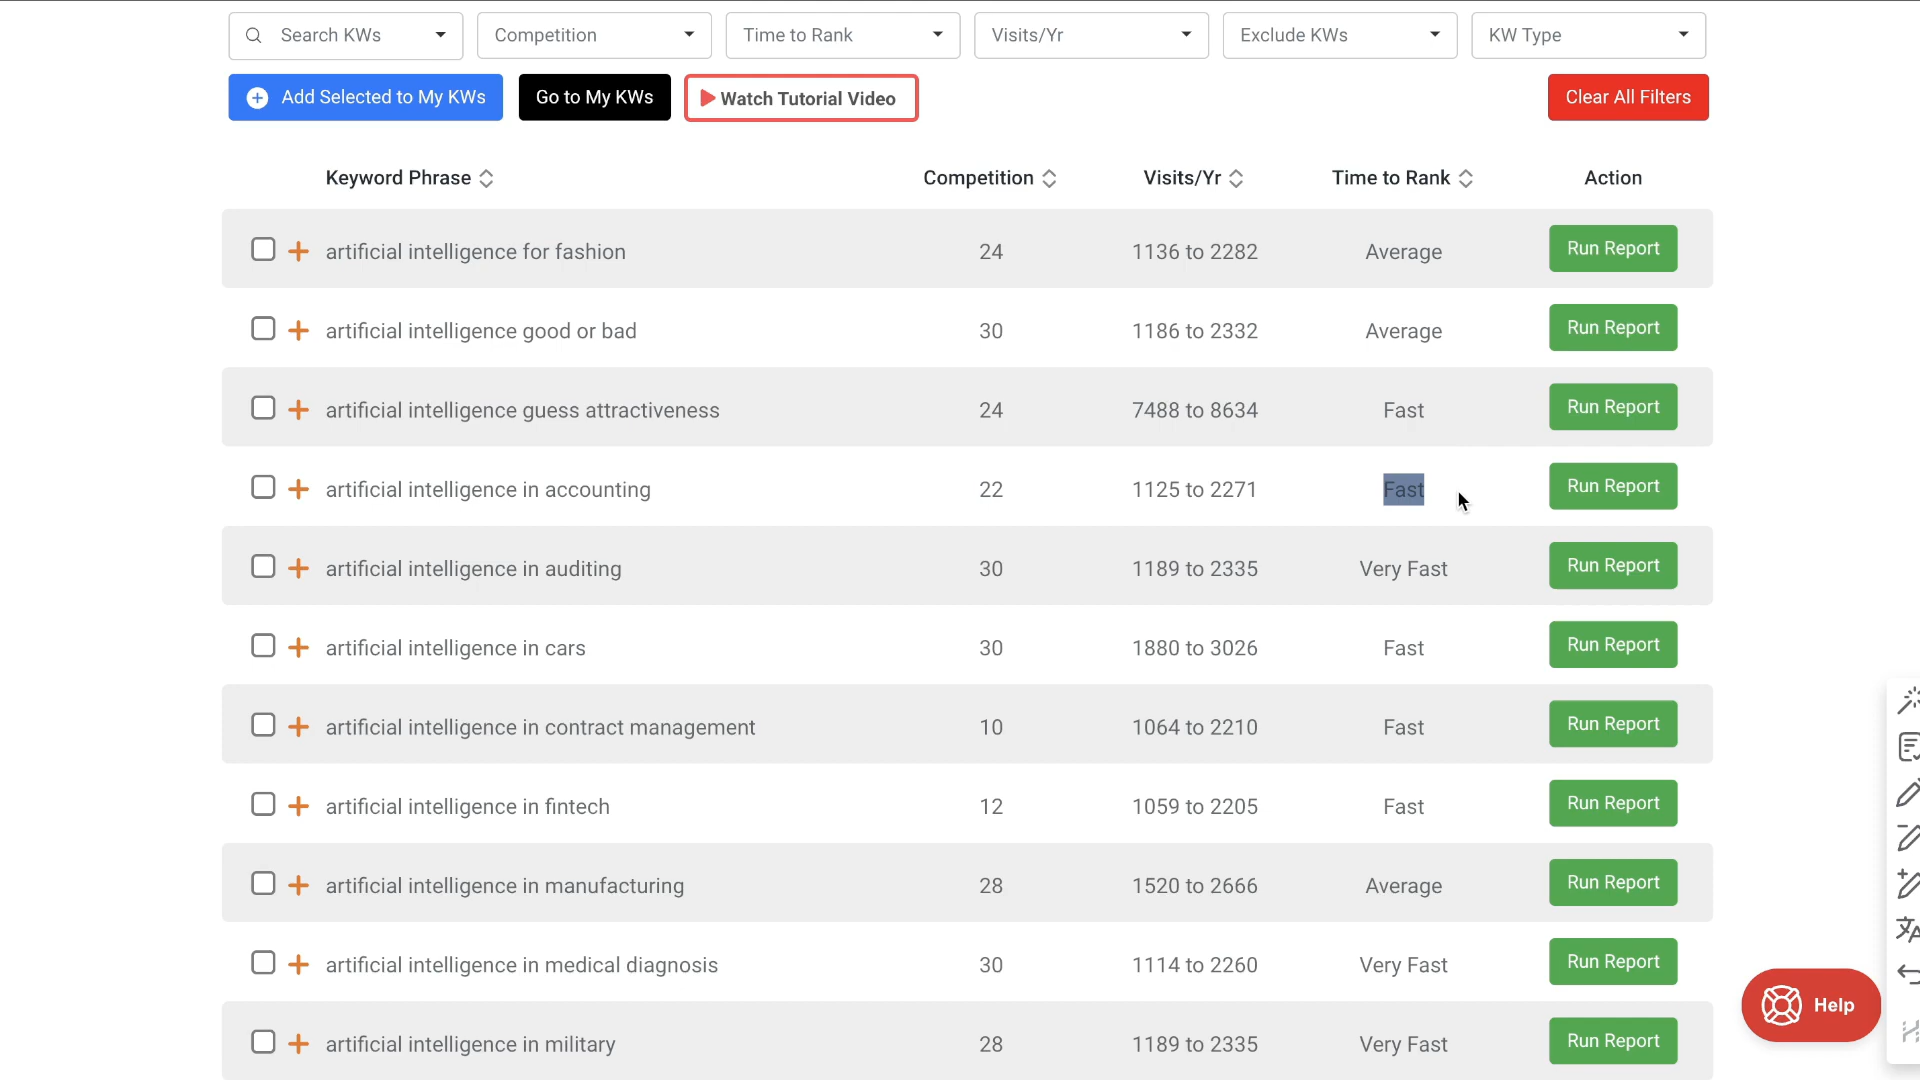 Search KWs
Competition
Time to Rank
Visits/Yr
Exclude KWs
KW Type
Add Selected to My KWs
Go to My KWs
Watch Tutorial Video
Clear All Filters
Keyword Phrase Competition Visits/Yr Time to Rank Action
artificial intelligence for fashion 24 1136 to 2282 Average Run Report
artificial intelligence good or bad 30 1186 to 2332 Average Run Report
artificial intelligence guess attractiveness 24 7488 to 8634 Fast Run Report
artificial intelligence in accounting 22 1125 to 2271 Fast Run Report
artificial intelligence in auditing 30 1189 to 2335 Very Fast Run Report
artificial intelligence in cars 30 1880 to 3026 Fast Run Report
artificial intelligence in contract management 10 1064 to 2210 Fast Run Report
artificial intelligence in fintech 12 1059 to 2205 Fast Run Report
artificial intelligence in manufacturing 28 1520 to 2666 Average Run Report
artificial intelligence in medical diagnosis 30 1114 to 2260 Very Fast Run Report
Help
artificial intelligence in military 28 1189 to 2335 Very Fast Run Report